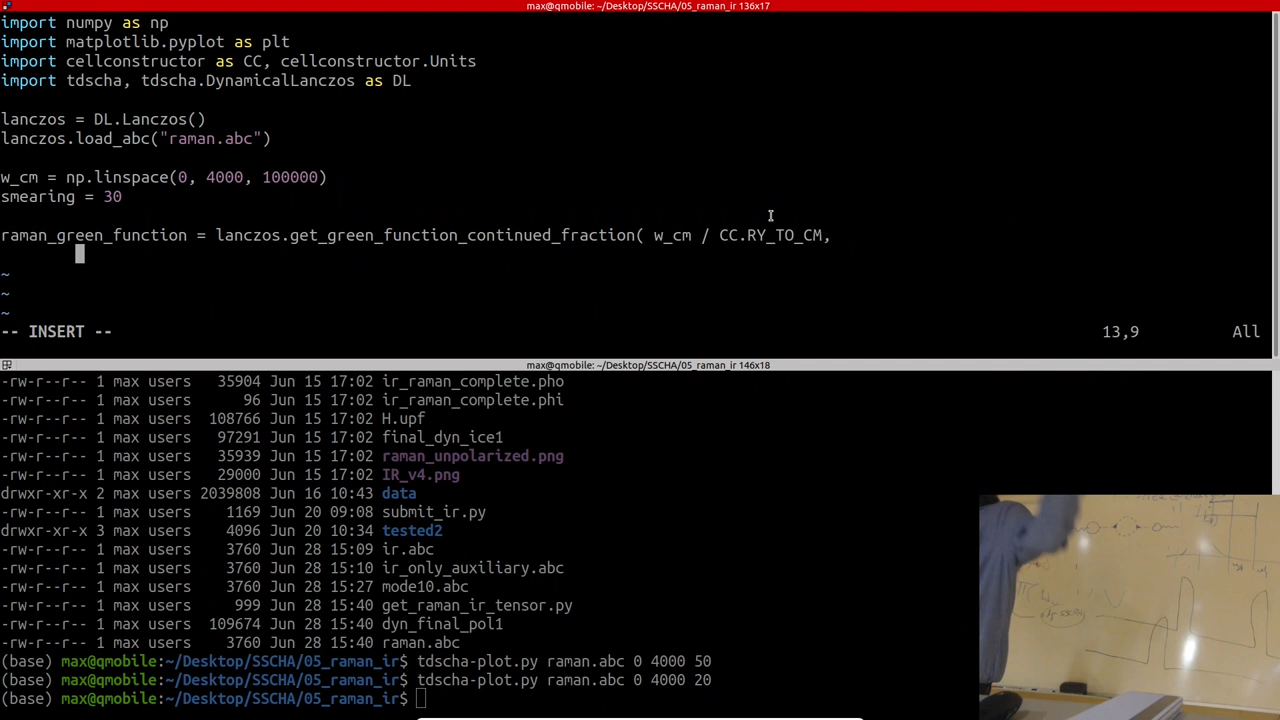 max@qmobile: ~/Desktop/SSCHA/05_raman_ir 136x17
import numpy as np
import matplotlib.pyplot as plt
import cellconstructor as CC, cellconstructor.Units
import tdscha, tdscha.DynamicalLanczos as DL
lanczos = DL.Lanczos()
lanczos.load_abc("raman.abc")
w_cm = np.linspace(0, 4000, 100000)
smearing = 30
raman_green_function = lanczos.get_green_function_continued_fraction( w_cm / CC.RY_TO_CM,
~
~
~
-- INSERT -- 13,9 All
max@qmobile: ~/Desktop/SSCHA/05_raman_ir 146x18
-rw-r--r-- 1 max users 35904 Jun 15 17:02 ir_raman_complete.pho
-rw-r--r-- 1 max users 96 Jun 15 17:02 ir_raman_complete.phi
-rw-r--r-- 1 max users 108766 Jun 15 17:02 H.upf
-rw-r--r-- 1 max users 97291 Jun 15 17:02 final_dyn_ice1
-rw-r--r-- 1 max users 35939 Jun 15 17:02 raman_unpolarized.png
-rw-r--r-- 1 max users 29000 Jun 15 17:02 IR_v4.png
drwxr-xr-x 2 max users 2039808 Jun 16 10:43 data
-rw-r--r-- 1 max users 1169 Jun 20 09:08 submit_ir.py
drwxr-xr-x 3 max users 4096 Jun 20 10:34 tested2
-rw-r--r-- 1 max users 3760 Jun 28 15:09 ir.abc
-rw-r--r-- 1 max users 3760 Jun 28 15:10 ir_only_auxiliary.abc
-rw-r--r-- 1 max users 3760 Jun 28 15:27 mode10.abc
-rw-r--r-- 1 max users 999 Jun 28 15:40 get_raman_ir_tensor.py
-rw-r--r-- 1 max users 109674 Jun 28 15:40 dyn_final_pol1
-rw-r--r-- 1 max users 3760 Jun 28 15:40 raman.abc
(base) max@qmobile:~/Desktop/SSCHA/05_raman_ir$ tdscha-plot.py raman.abc 0 4000 50
(base) max@qmobile:~/Desktop/SSCHA/05_raman_ir$ tdscha-plot.py raman.abc 0 4000 20
(base) max@qmobile:~/Desktop/SSCHA/05_raman_ir$